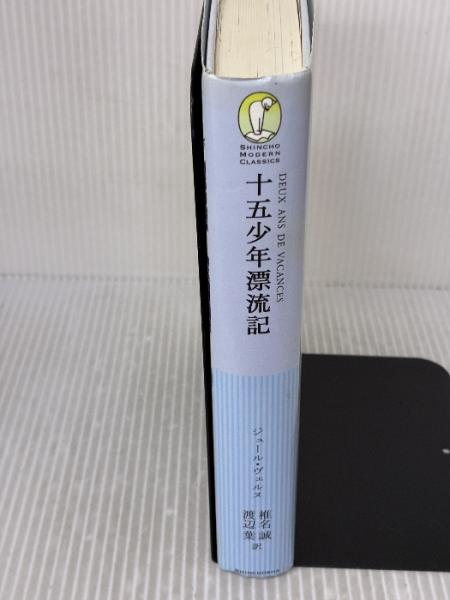 SHINCHO
MODERN
CLASSICS
DEUX ANS DE VACANCES
十五少年漂流記
ジュール・ヴェルヌ
椎名誠
渡辺葉 訳
SHINCHOSHA